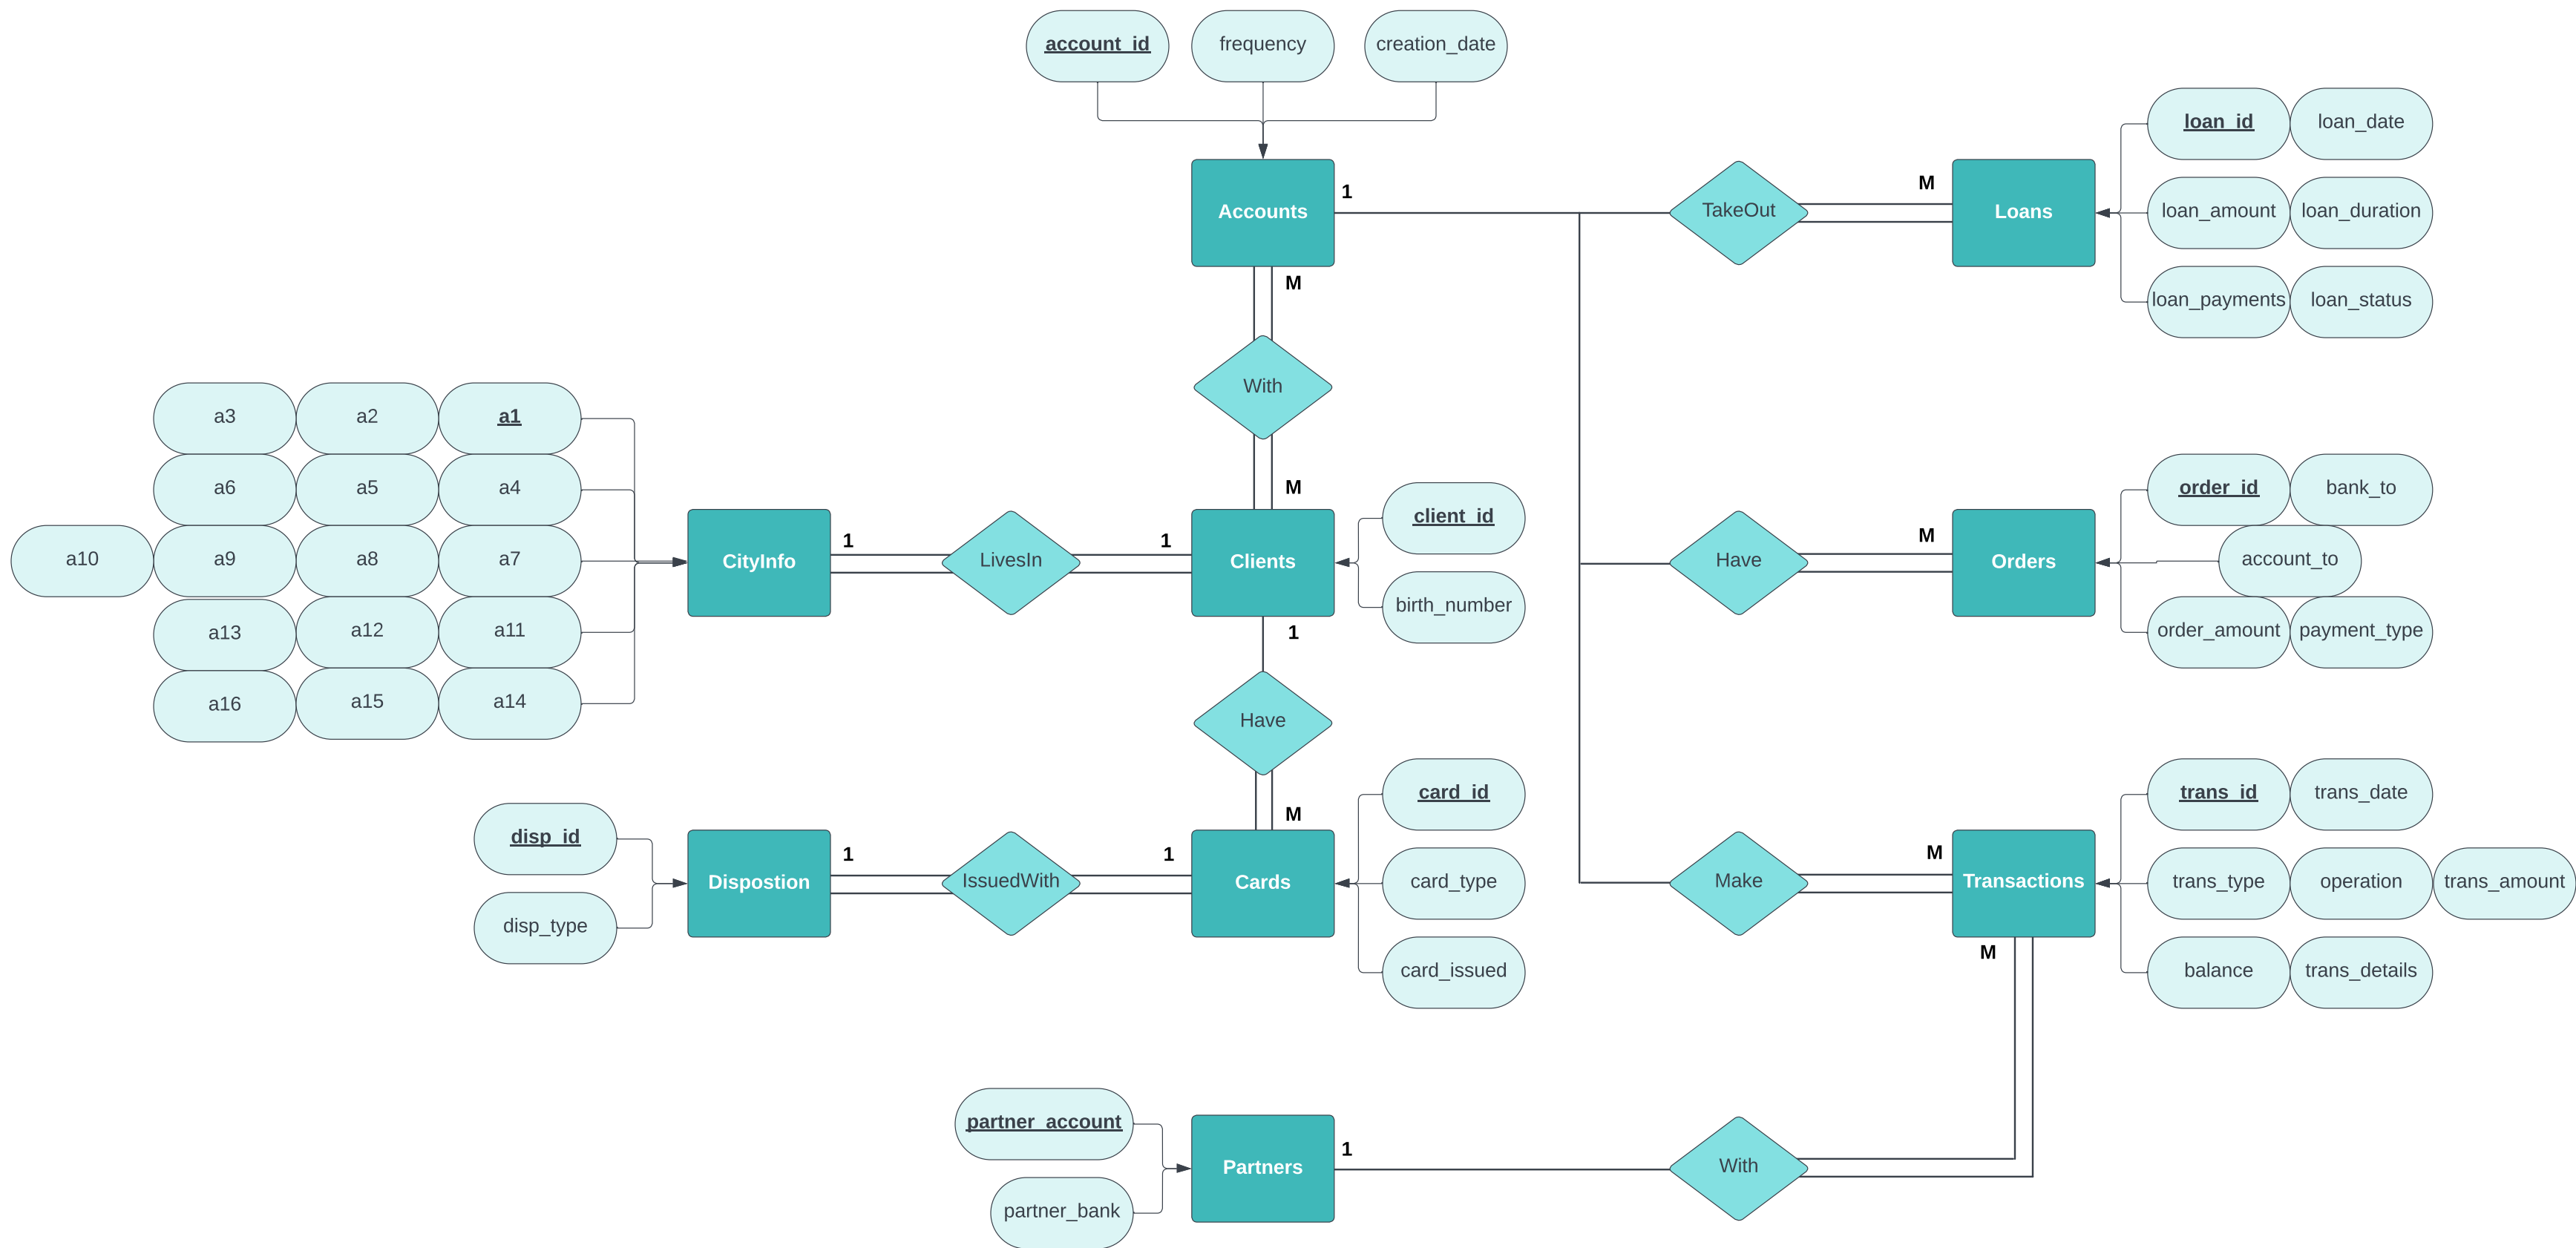 account_id
frequency
creation_date
loan_id
loan_date
1
M
Accounts
TakeOut
Loans
loan_amount
loan_duration
M
loan_payments
loan_status
With
a3
a2
a1
M
a6
a5
a4
client_id
order_id
bank_to
1
1
M
a10
a9
a8
a7
CityInfo
LivesIn
Clients
Have
Orders
account_to
birth_number
1
a13
a12
a11
order_amount
payment_type
a16
a15
a14
Have
card_id
trans_id
trans_date
M
disp_id
1
1
M
Dispostion
IssuedWith
Cards
card_type
Make
Transactions
trans_type
operation
trans_amount
disp_type
M
card_issued
balance
trans_details
partner_account
1
Partners
With
partner_bank